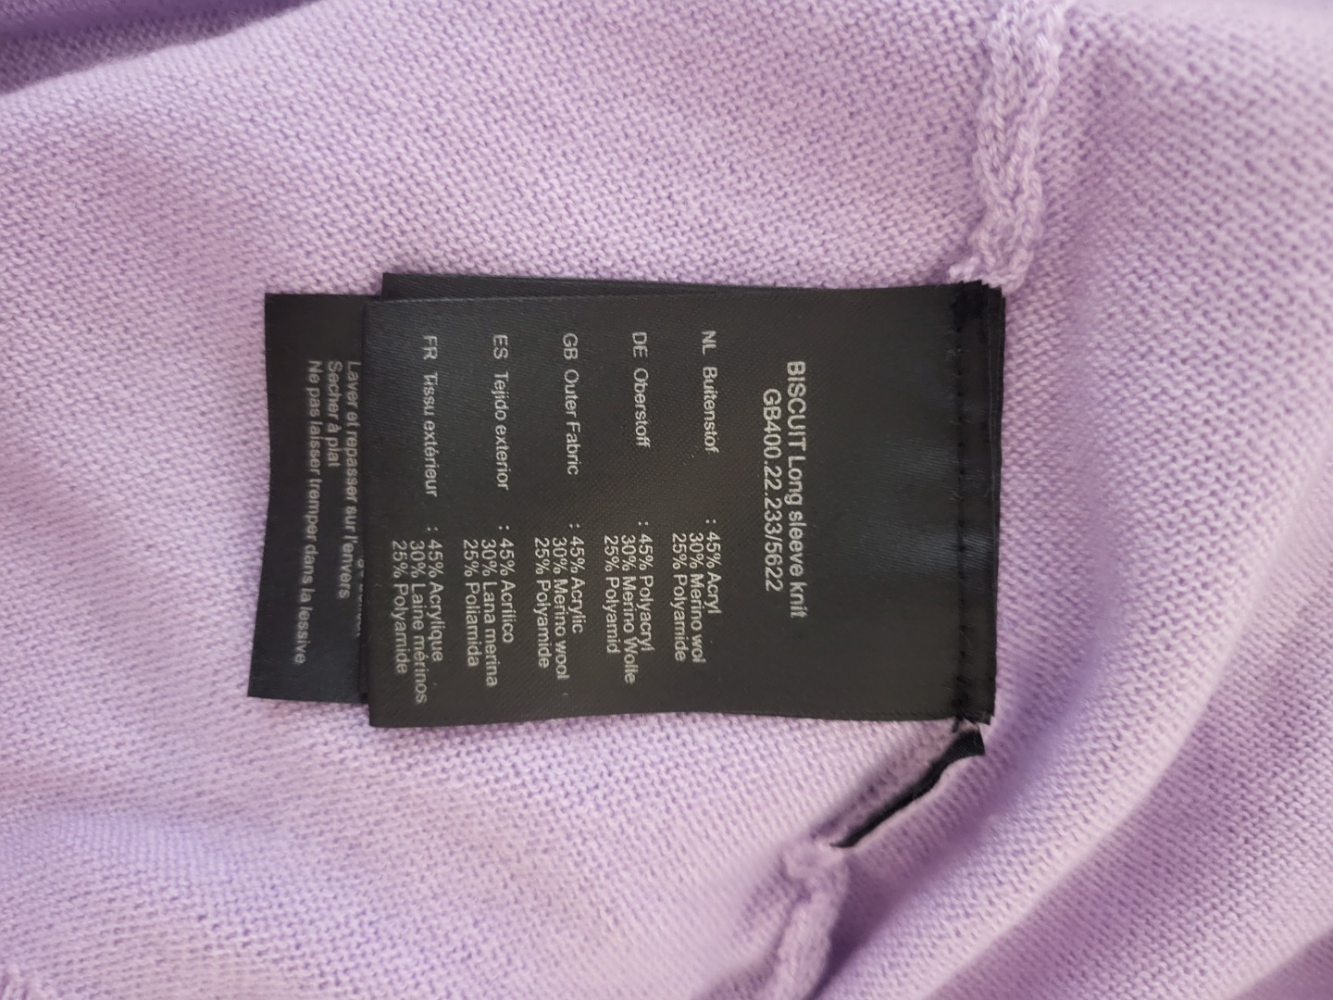 BISCUIT Long sleeve knit
GB400.22.233/5622
NL Buitenstof : 45% Acryl
30% Merino wol
25% Polyamide
DE Oberstoff : 45% Polyacryl
30% Merino Wolle
25% Polyamid
GB Outer Fabric : 45% Acrylic
30% Merino wool
25% Polyamide
ES Tejido exterior : 45% Acrilico
30% Lana merina
25% Poliamida
FR Tissu extérieur : 45% Acrylique
30% Laine mérinos
25% Polyamide
Laver et repasser sur l'envers
Secher à plat
Ne pas laisser tremper dans la lessive